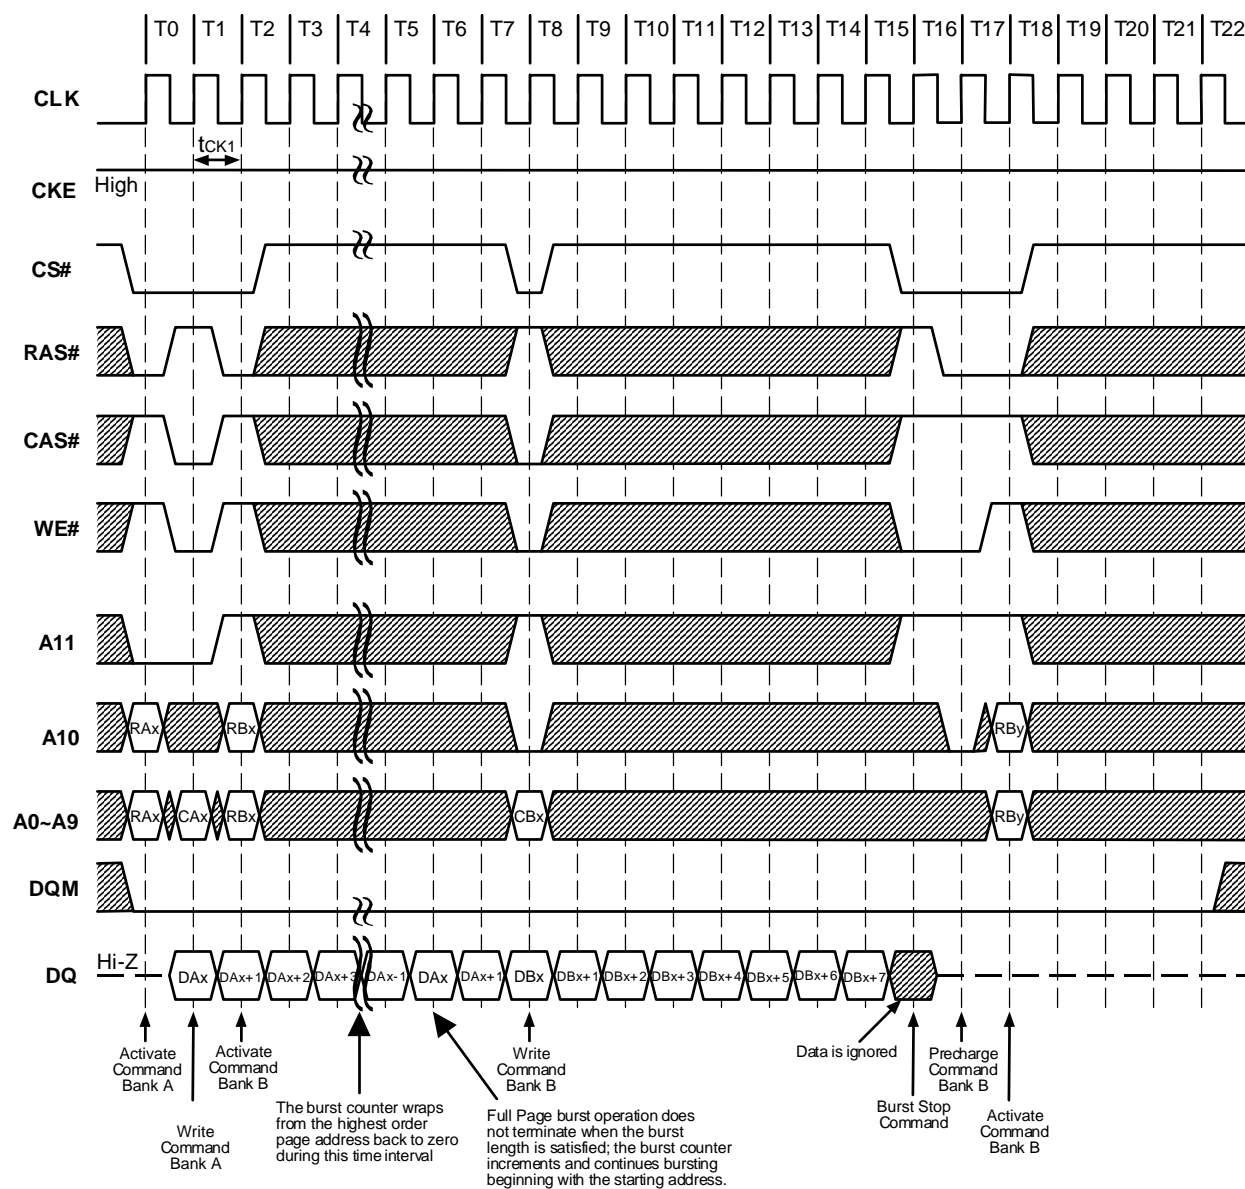 T0 T1 T2 T3 T4 T5 T6 T7 T8 T9 T10 T11 T12 T13 T14 T15 T16 T17 T18 T19 T20 T21 T22
CLK
tCK1
CKE High
CS#
RAS#
CAS#
WE#
A11
A10 RAx RBx RBy
A0~A9 RAx CAx RBx CBx RBy
DQM
DQ Hi-Z DAx DAx+1 DAx+2 DAx+3 DAx-1 DAx DAx+1 DBx DBx+1 DBx+2 DBx+3 DBx+4 DBx+5 DBx+6 DBx+7
Activate
Command
Bank A
Write
Command
Bank A
Activate
Command
Bank B
The burst counter wraps
from the highest order
page address back to zero
during this time interval
Full Page burst operation does
not terminate when the burst
length is satisfied; the burst counter
increments and continues bursting
beginning with the starting address.
Write
Command
Bank B
Data is ignored
Burst Stop
Command
Precharge
Command
Bank B
Activate
Command
Bank B